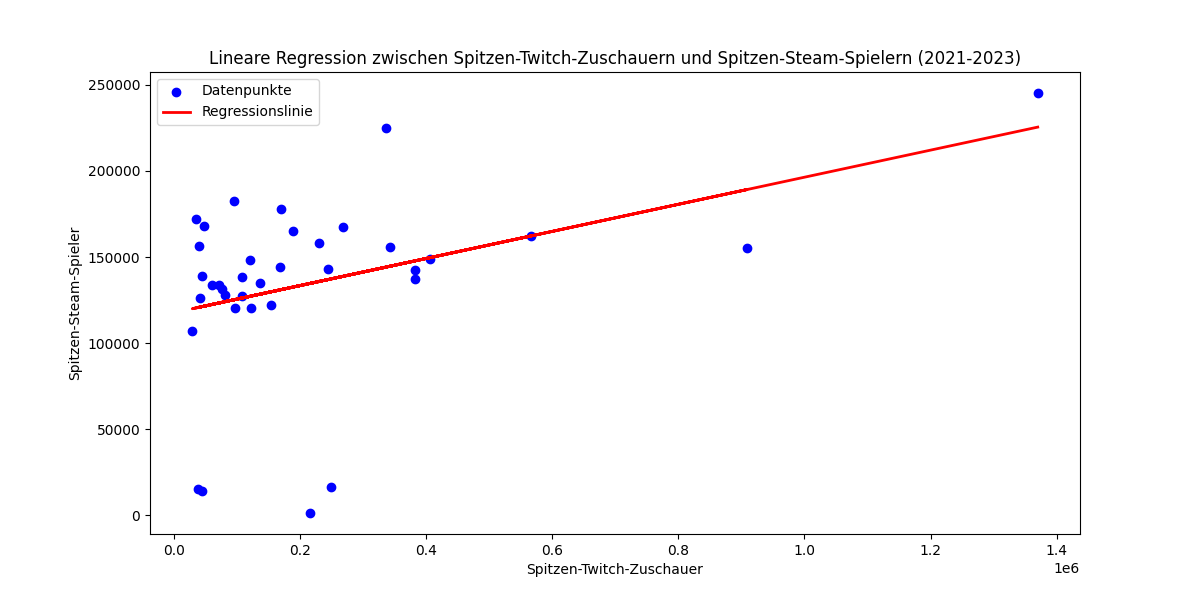 Lineare Regression zwischen Spitzen-Twitch-Zuschauern und Spitzen-Steam-Spielern (2021-2023)
Datenpunkte
Regressionslinie
250000
200000
150000
100000
50000
0
Spitzen-Steam-Spieler
0.0
0.2
0.4
0.6
0.8
1.0
1.2
1.4
1e6
Spitzen-Twitch-Zuschauer